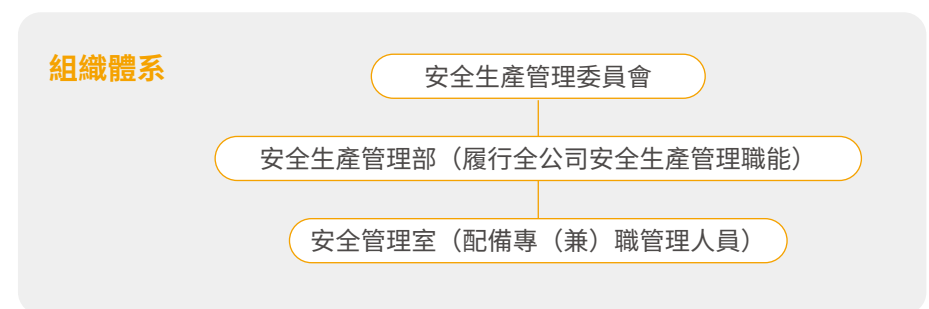 組織體系
安全生產管理委員會
安全生產管理部（履行全公司安全生產管理職能）
安全管理室（配備專（兼）職管理人員）